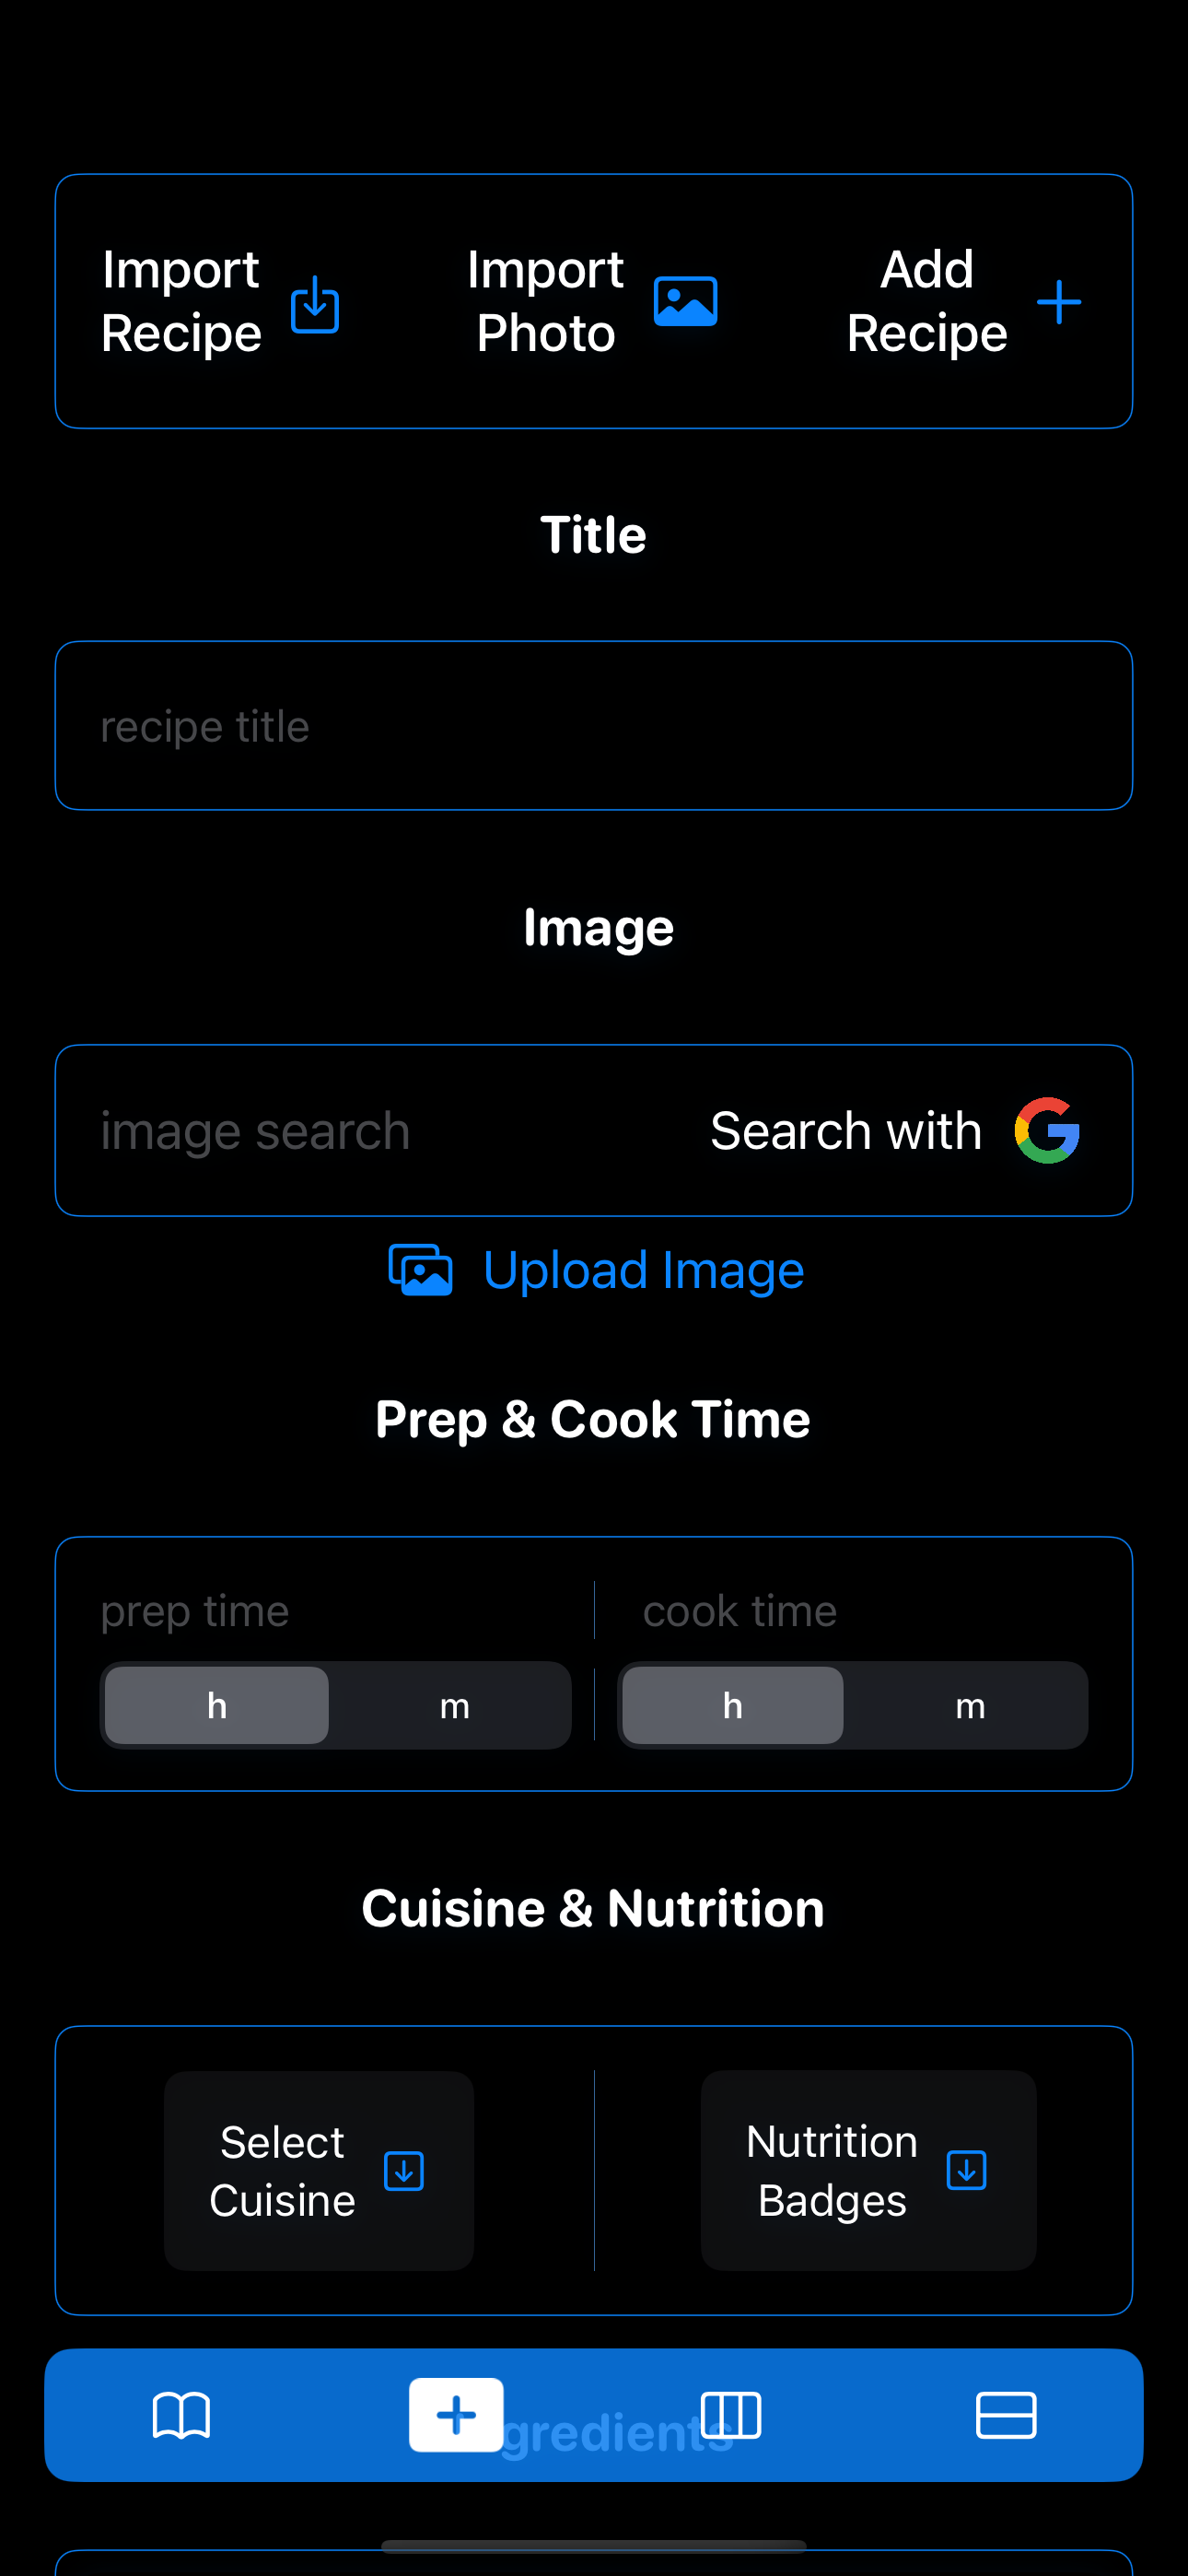 Import
Recipe
Import
Photo
Add
Recipe
Title
recipe title
Image
image search
Search with
Upload Image
Prep & Cook Time
prep time
cook time
h
m
h
m
Cuisine & Nutrition
Select
Cuisine
Nutrition
Badges
gredients